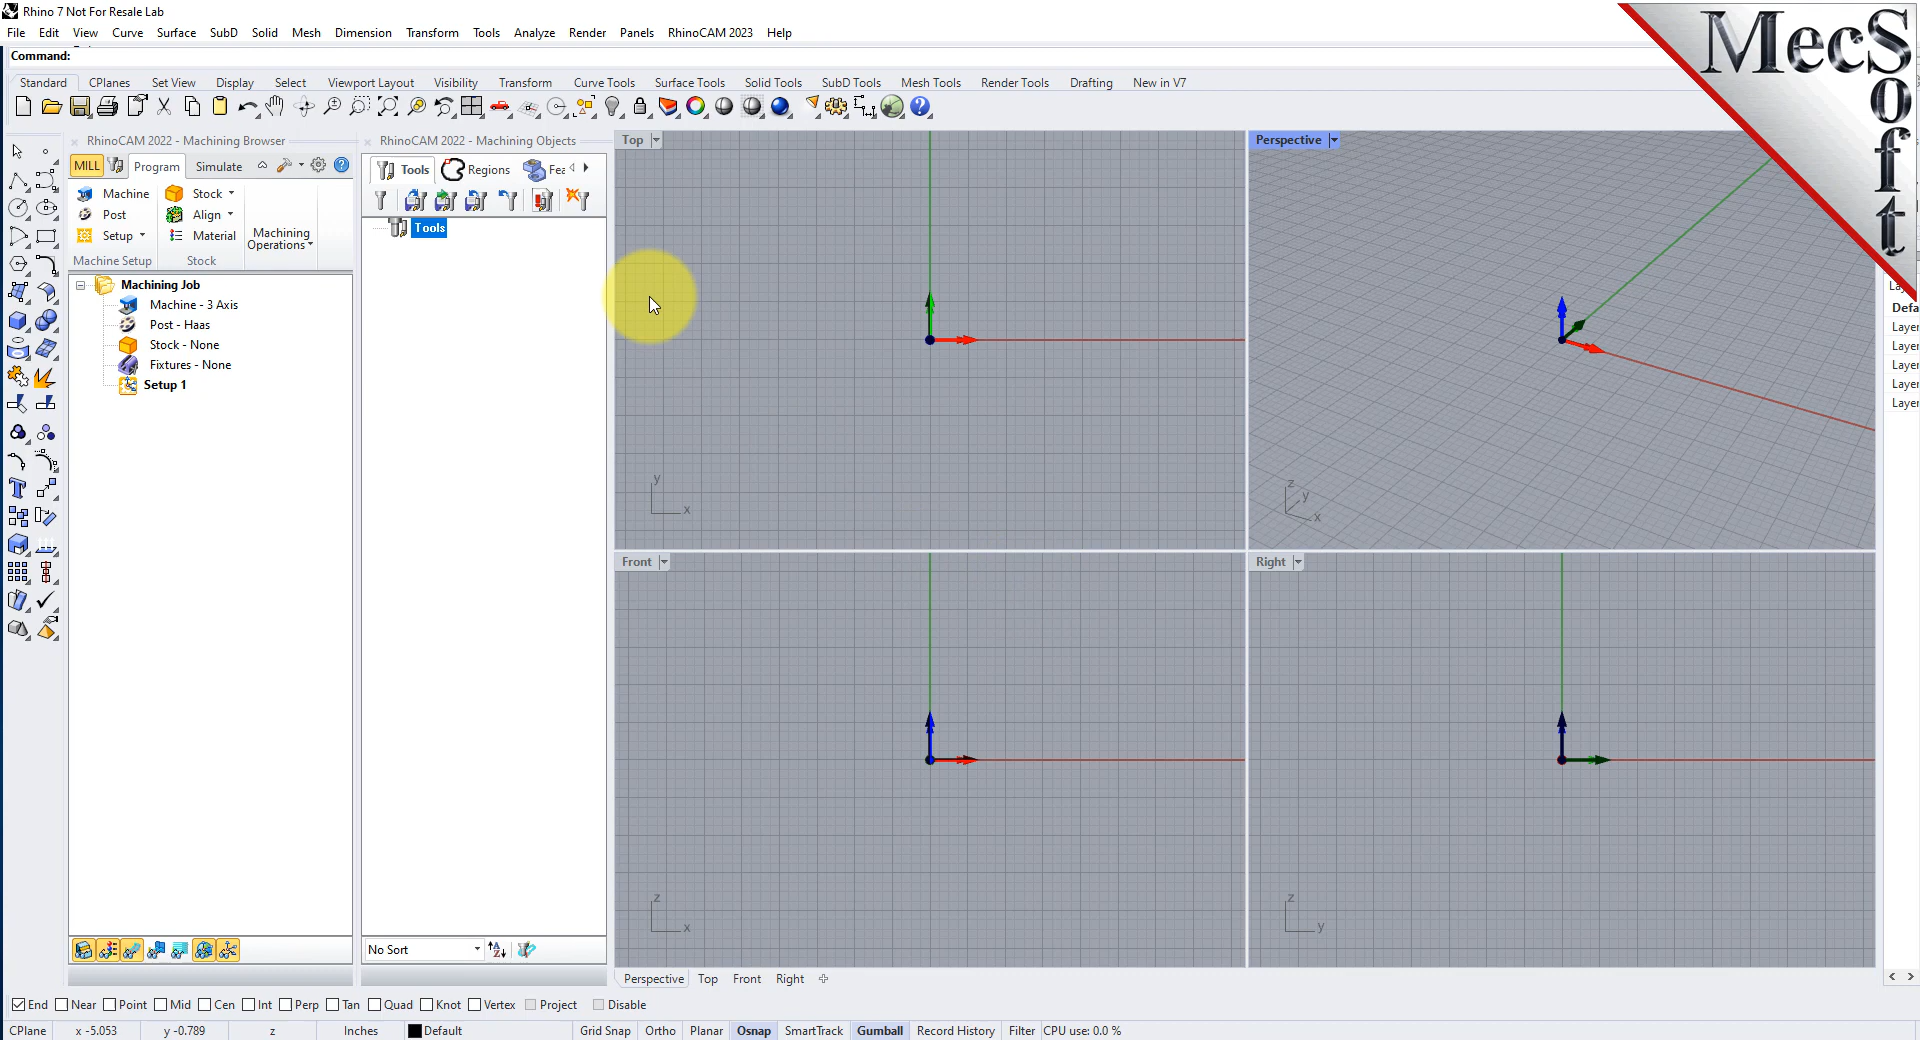 Rhino 7 Not For Resale Lab
File Edit View Curve Surface SubD Solid Mesh Dimension Transform Tools Analyze Render Panels RhinoCAM 2023 Help
Command:
Standard CPlanes Set View Display Select Viewport Layout Visibility Transform Curve Tools Surface Tools Solid Tools SubD Tools Mesh Tools Render Tools Drafting New in V7
MecSoft
RhinoCAM 2022 - Machining Browser
RhinoCAM 2022 - Machining Objects
MILL Program Simulate
Machine
Post
Setup
Machine Setup
Stock
Align
Material
Stock
Machining
Operations
Machining Job
Machine - 3 Axis
Post - Haas
Stock - None
Fixtures - None
Setup 1
Tools Regions Fea
Tools
No Sort
Top
y
x
Perspective
z
y
x
Front
z
x
Right
z
y
Defa
Layer
Layer
Layer
Layer
Layer
Perspective Top Front Right
End Near Point Mid Cen Int Perp Tan Quad Knot Vertex Project Disable
CPlane x -5.053 y -0.789 z Inches Default Grid Snap Ortho Planar Osnap SmartTrack Gumball Record History Filter CPU use: 0.0 %